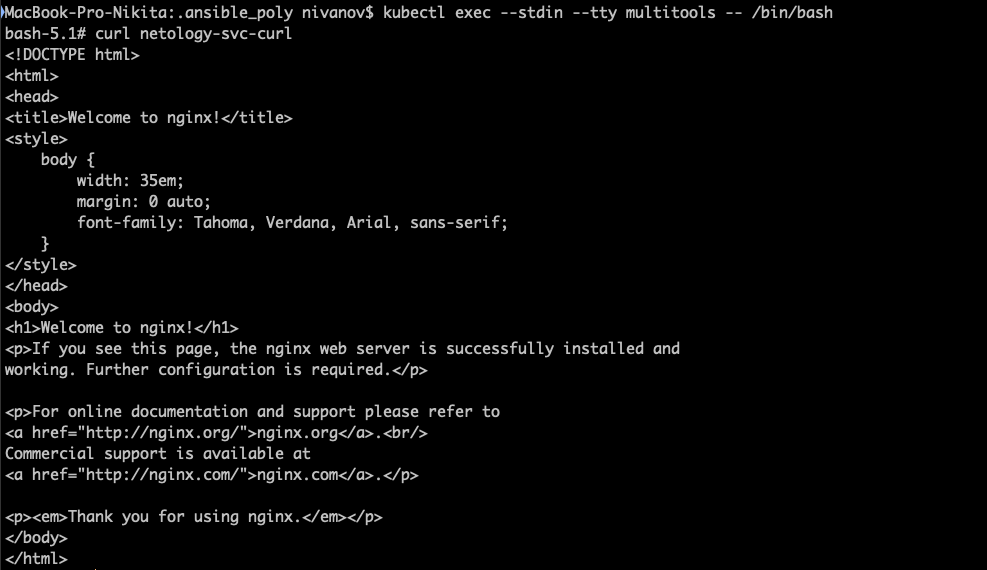 MacBook-Pro-Nikita:.ansible_poly nivanov$ kubectl exec --stdin --tty multitools -- /bin/bash
bash-5.1# curl netology-svc-curl
<!DOCTYPE html>
<html>
<head>
<title>Welcome to nginx!</title>
<style>
    body {
        width: 35em;
        margin: 0 auto;
        font-family: Tahoma, Verdana, Arial, sans-serif;
    }
</style>
</head>
<body>
<h1>Welcome to nginx!</h1>
<p>If you see this page, the nginx web server is successfully installed and
working. Further configuration is required.</p>

<p>For online documentation and support please refer to
<a href="http://nginx.org/">nginx.org</a>.<br/>
Commercial support is available at
<a href="http://nginx.com/">nginx.com</a>.</p>

<p><em>Thank you for using nginx.</em></p>
</body>
</html>